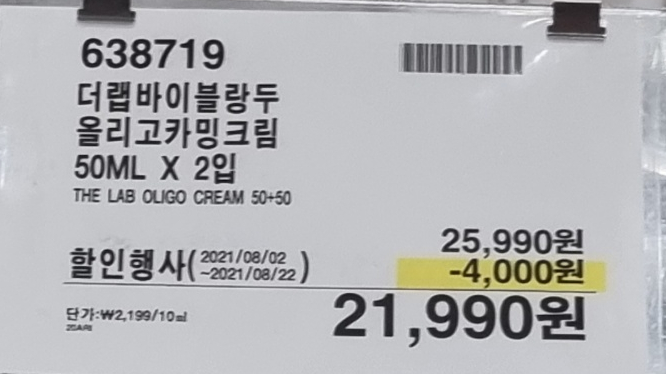 638719
더랩바이블랑두
올리고카밍크림
50ML X 2입
THE LAB OLIGO CREAM 50+50
25,990원
할인행사(2021/08/02
~2021/08/22)
-4,000원
단가:₩2,199/10㎖
21,990원